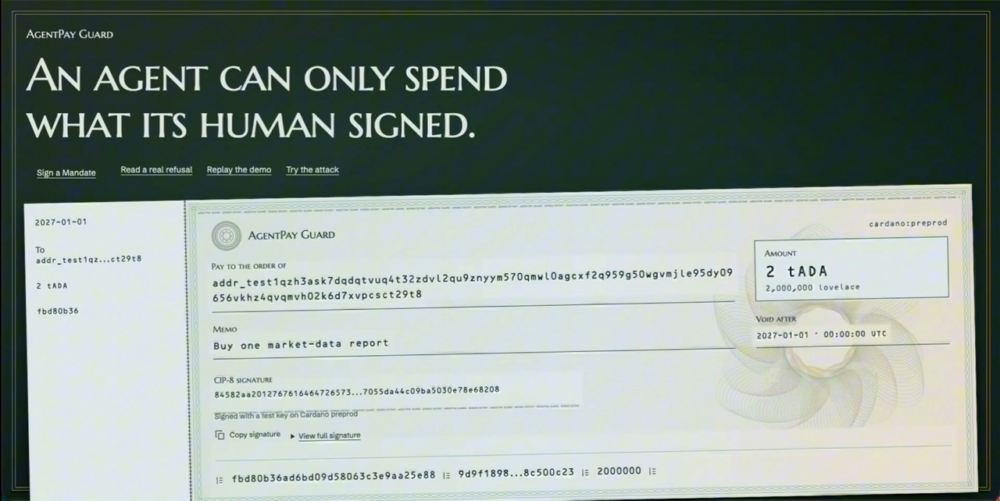 AgentPay Guard
An agent can only spend
what its human signed.
Sign a Mandate Read a real refusal Replay the demo Try the attack
2027-01-01
To
addr_test1qz...ct29t8
2 tADA
fbd80b36
AgentPay Guard
cardano:preprod
Pay to the order of
addr_test1qzh3ask7dqdqtvuq4t32zdvl2qu9znyym570qmwl0agcxf2q959g50wgvmjle95dy09
656vkhz4qvqmvh02k6d7xvpcsct29t8
Amount
2 tADA
2,000,000 lovelace
Memo
Buy one market-data report
Void after
2027-01-01 · 00:00:00 UTC
CIP-8 signature
84582aa2012767616464726573...7055da44c09ba5030e78e68208
Signed with a test key on Cardano preprod
Copy signature ▸ View full signature
fbd80b36ad6bd09d58063c3e9aa25e88 9d9f1898...8c500c23 2000000